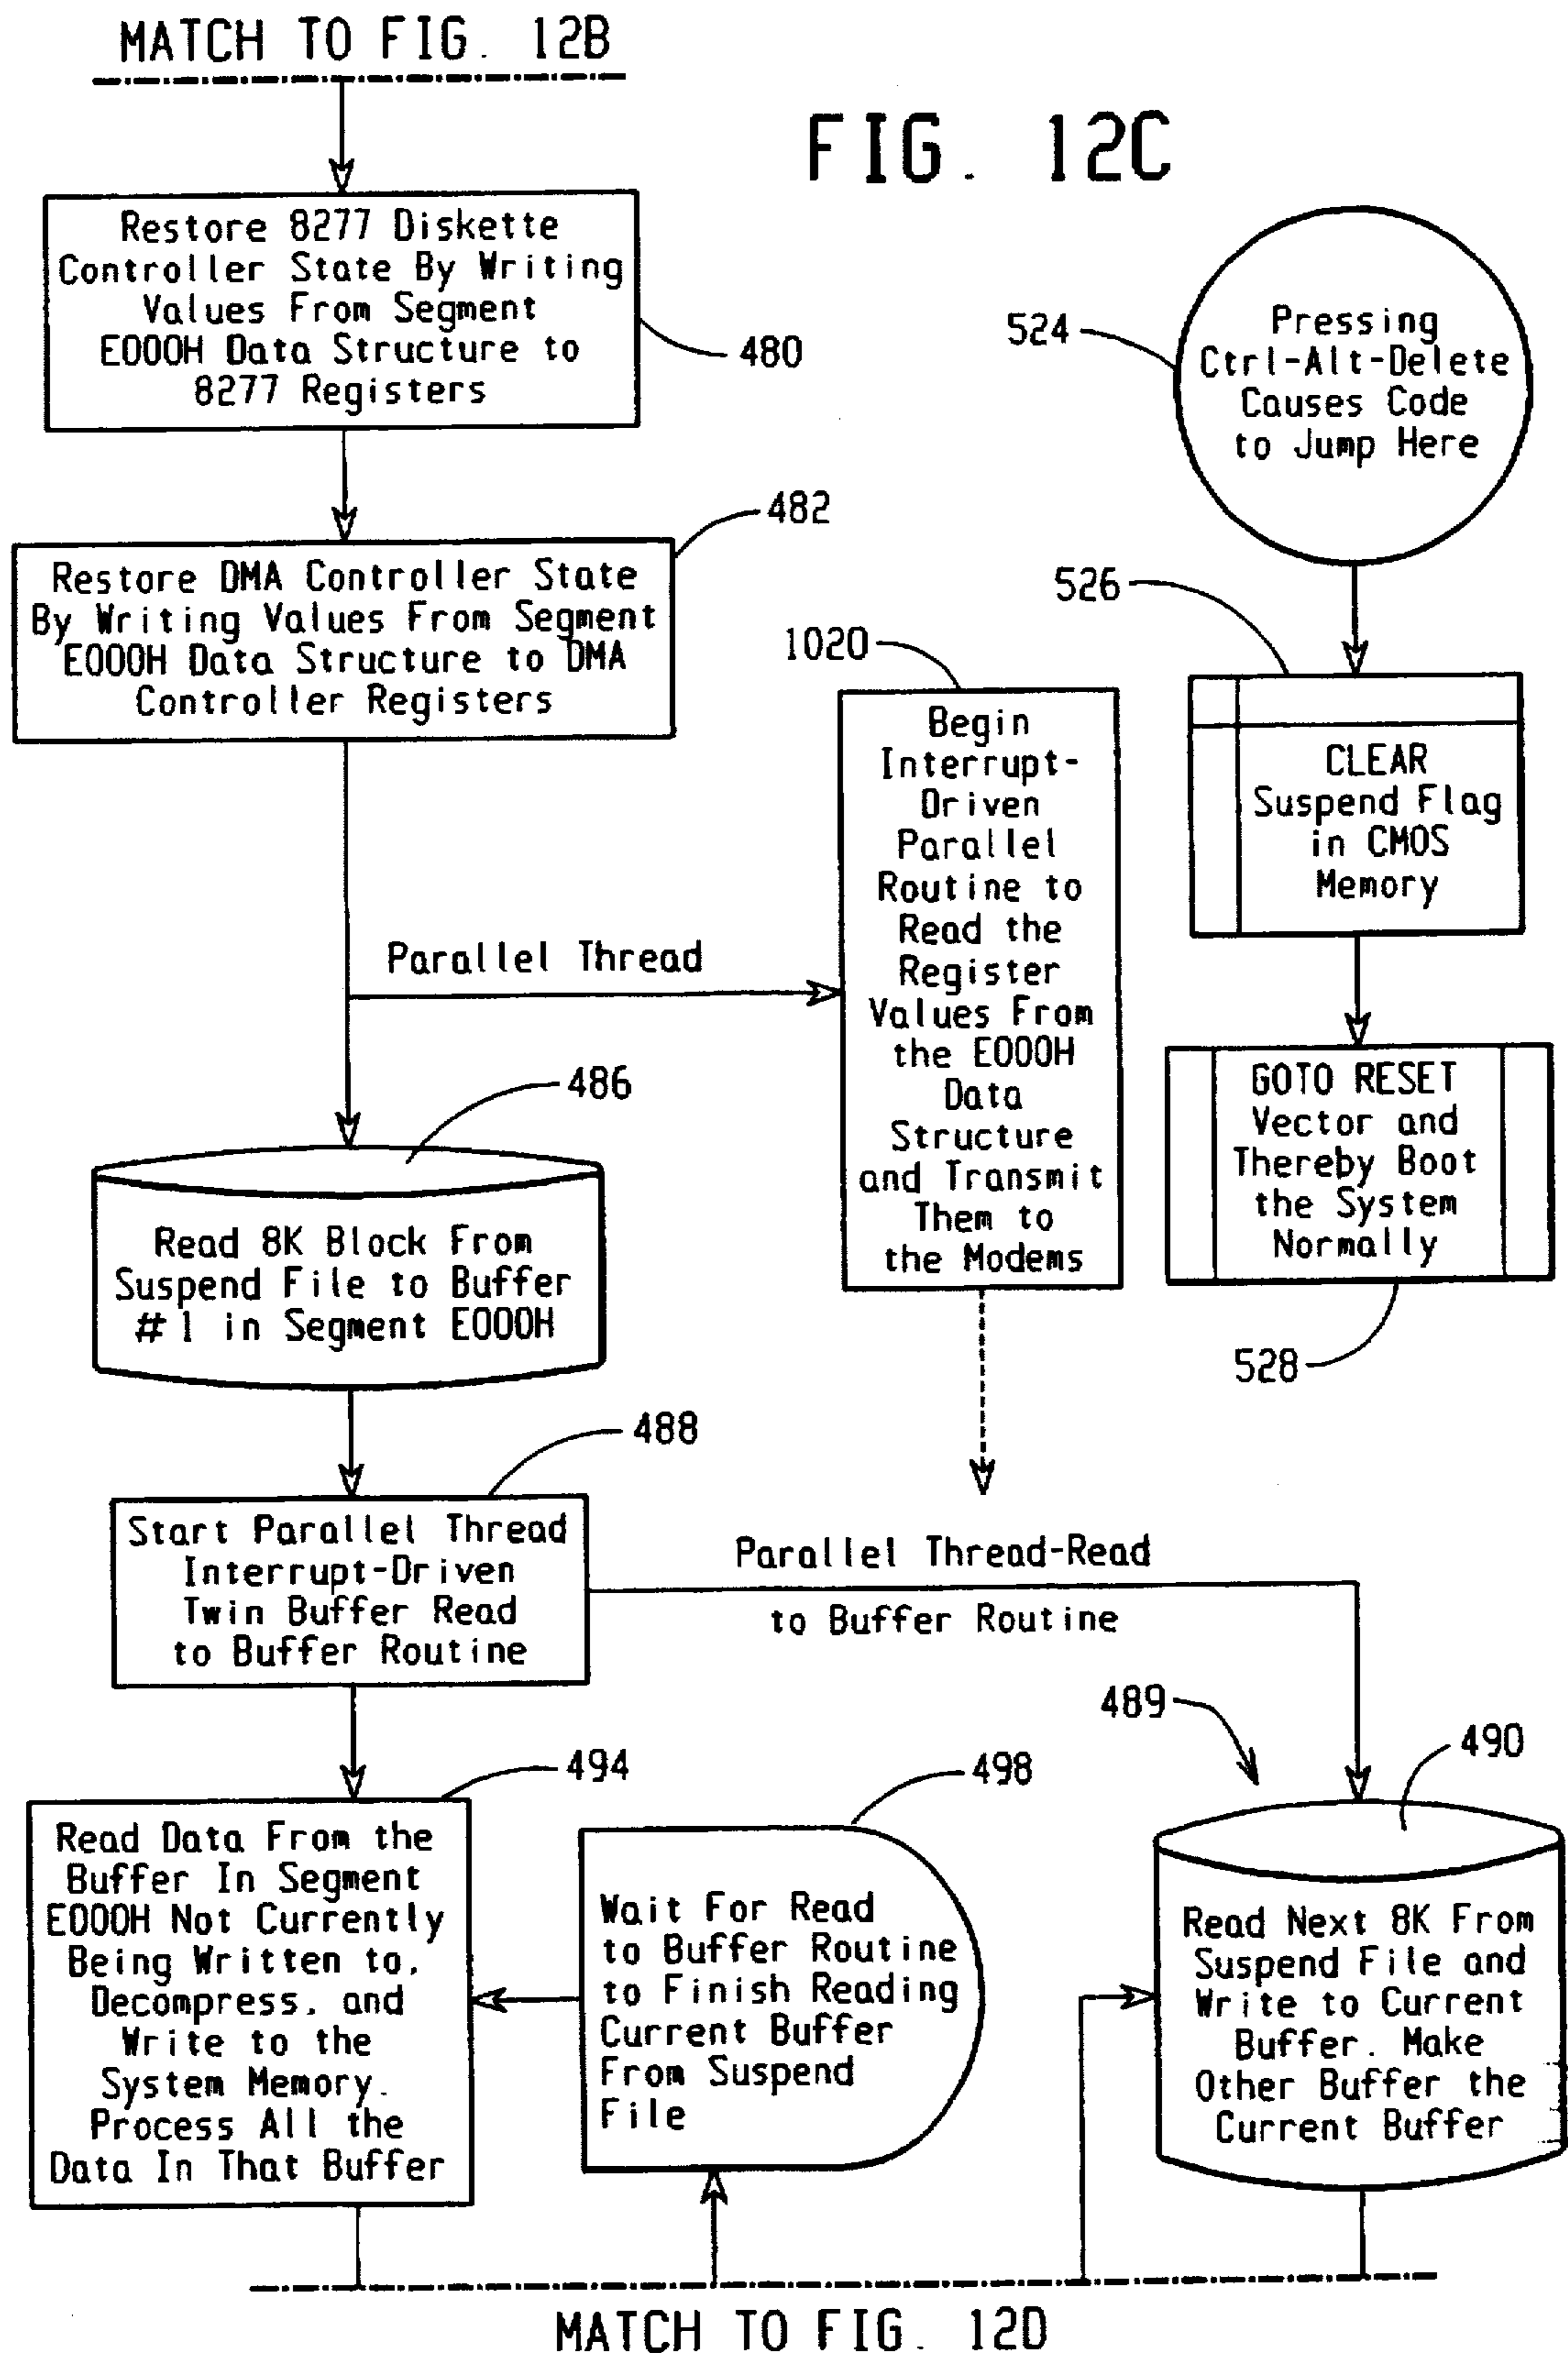 MATCH TO FIG. 12B
FIG. 12C
Restore 8277 Diskette
Controller State By Writing
Values From Segment
E000H Data Structure to
8277 Registers
480
482
Restore DMA Controller State
By Writing Values From Segment
E000H Data Structure to DMA
Controller Registers
Parallel Thread
1020
Begin
Interrupt-
Driven
Parallel
Routine to
Read the
Register
Values From
the E000H
Data
Structure
and Transmit
Them to
the Modems
524
Pressing
Ctrl-Alt-Delete
Causes Code
to Jump Here
526
CLEAR
Suspend Flag
in CMOS
Memory
GOTO RESET
Vector and
Thereby Boot
the System
Normally
528
486
Read 8K Block From
Suspend File to Buffer
#1 in Segment E000H
488
Start Parallel Thread
Interrupt-Driven
Twin Buffer Read
to Buffer Routine
Parallel Thread-Read
to Buffer Routine
494
Read Data From the
Buffer In Segment
E000H Not Currently
Being Written to,
Decompress, and
Write to the
System Memory.
Process All the
Data In That Buffer
498
Wait For Read
to Buffer Routine
to Finish Reading
Current Buffer
From Suspend
File
489
490
Read Next 8K From
Suspend File and
Write to Current
Buffer. Make
Other Buffer the
Current Buffer
MATCH TO FIG. 12D